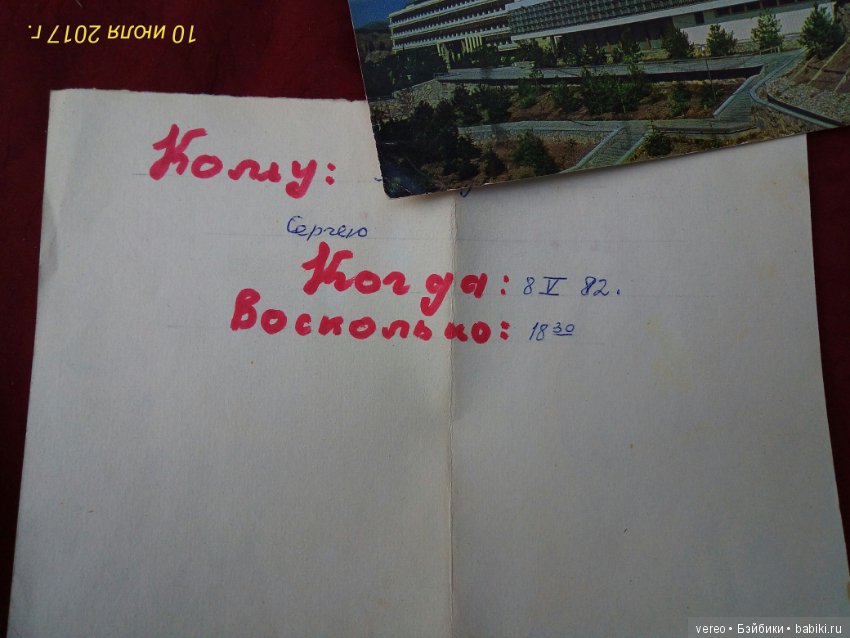 10 июля 2017 г.
Кому:
Сергею
Когда: 8 V 82.
Восколько: 18 30
vereo • Бэйбики • babiki.ru